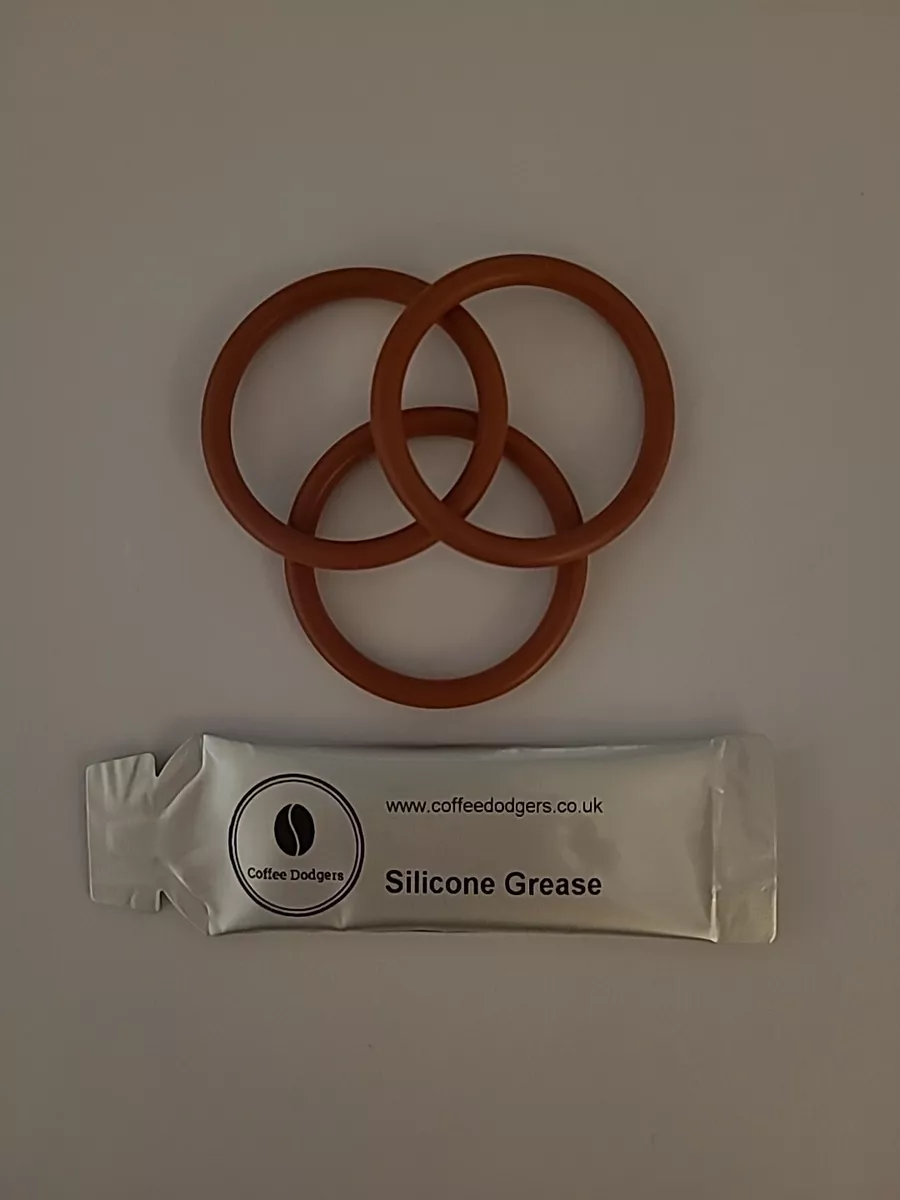 www.coffeedodgers.co.uk
Coffee Dodgers
Silicone Grease